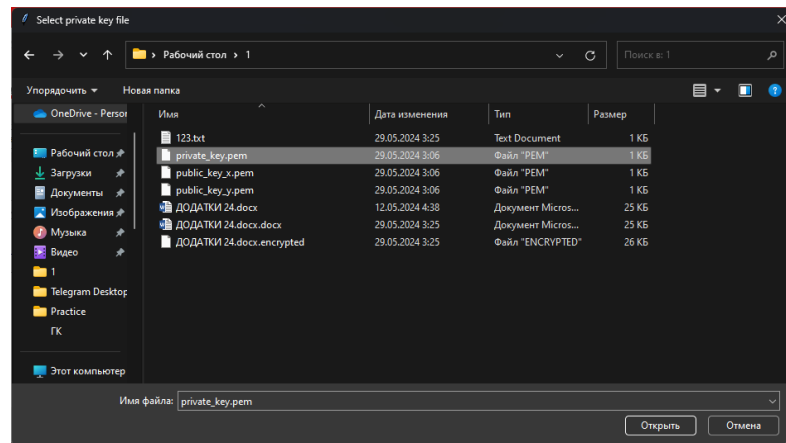 Select private key file
Рабочий стол > 1
Поиск в: 1
Упорядочить
Новая папка
OneDrive - Person
Рабочий стол
Загрузки
Документы
Изображения
Музыка
Видео
1
Telegram Desktop
Practice
ГК
Этот компьютер
Имя Дата изменения Тип Размер
123.txt 29.05.2024 3:25 Text Document 1 КБ
private_key.pem 29.05.2024 3:06 Файл "PEM" 1 КБ
public_key_x.pem 29.05.2024 3:06 Файл "PEM" 1 КБ
public_key_y.pem 29.05.2024 3:06 Файл "PEM" 1 КБ
ДОДАТКИ 24.docx 12.05.2024 4:38 Документ Micros... 25 КБ
ДОДАТКИ 24.docx.docx 29.05.2024 3:25 Документ Micros... 25 КБ
ДОДАТКИ 24.docx.encrypted 29.05.2024 3:25 Файл "ENCRYPTED" 26 КБ
Имя файла: private_key.pem
Открыть Отмена